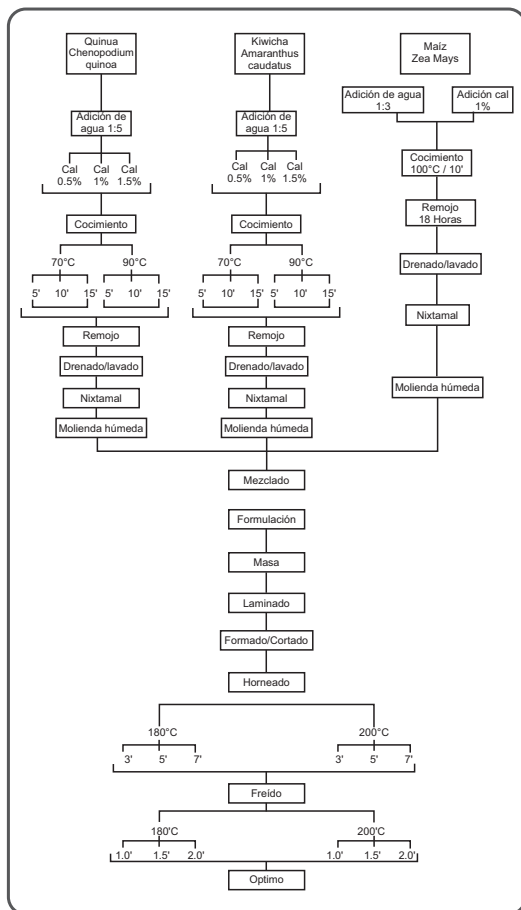 Quinua
Chenopodium
quinoa
Kiwicha
Amaranthus
caudatus
Maíz
Zea Mays
Adición de
agua 1:5
Adición de
agua 1:5
Adición de agua
1:3
Adición cal
1%
Cal
0.5%
Cal
1%
Cal
1.5%
Cal
0.5%
Cal
1%
Cal
1.5%
Cocimiento
100°C / 10'
Remojo
18 Horas
Cocimiento
Cocimiento
Drenado/lavado
70°C 90°C
70°C 90°C
5' 10' 15' 5' 10' 15'
5' 10' 15' 5' 10' 15'
Nixtamal
Remojo
Remojo
Drenado/lavado
Drenado/lavado
Nixtamal
Nixtamal
Molienda húmeda
Molienda húmeda
Molienda húmeda
Mezclado
Formulación
Masa
Laminado
Formado/Cortado
Horneado
180°C 200°C
3' 5' 7' 3' 5' 7'
Freído
180'C 200'C
1.0' 1.5' 2.0' 1.0' 1.5' 2.0'
Optimo